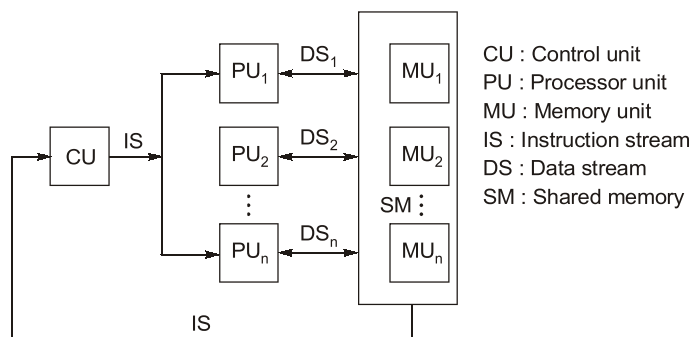 DS₁
PU₁
MU₁
CU : Control unit
PU : Processor unit
MU : Memory unit
IS : Instruction stream
DS : Data stream
SM : Shared memory
IS
CU
DS₂
PU₂
MU₂
SM
DSₙ
PUₙ
MUₙ
IS